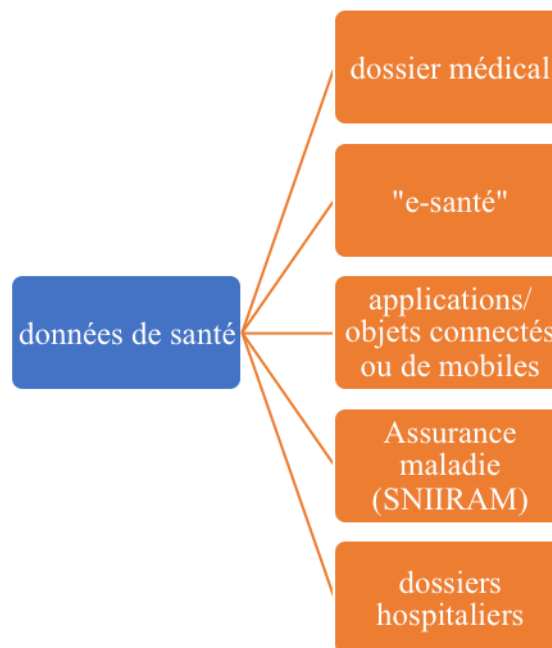 dossier médical
"e-santé"
données de santé
applications/
objets connectés
ou de mobiles
Assurance
maladie
(SNIIRAM)
dossiers
hospitaliers